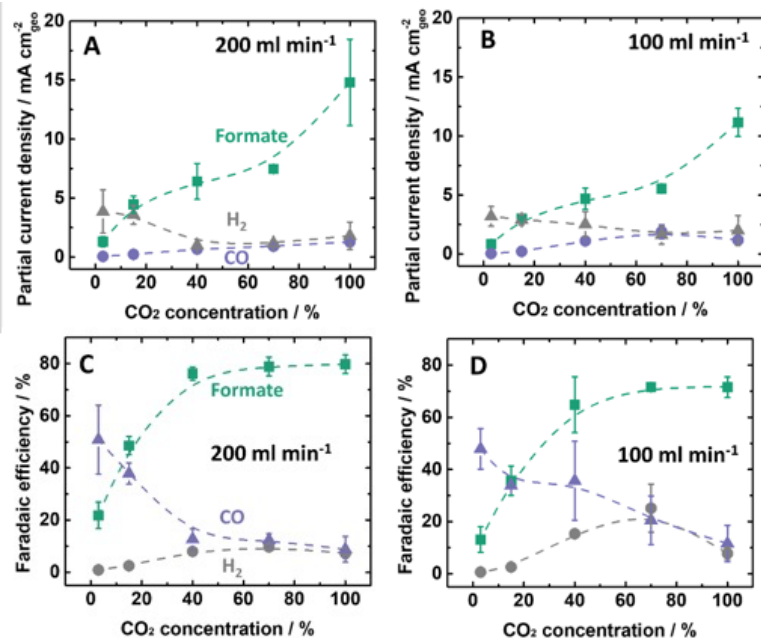 A
200 ml min⁻¹
Partial current density / mA cm⁻²geo
20
15
10
5
0
Formate
H₂
CO
0 20 40 60 80 100
CO₂ concentration / %
B
100 ml min⁻¹
Partial current density / mA cm⁻²geo
20
15
10
5
0
0 20 40 60 80 100
CO₂ concentration / %
C
Faradaic efficiency / %
80
60
40
20
0
Formate
200 ml min⁻¹
CO
H₂
0 20 40 60 80 100
CO₂ concentration / %
D
Faradaic efficiency / %
80
60
40
20
0
100 ml min⁻¹
0 20 40 60 80 100
CO₂ concentration / %